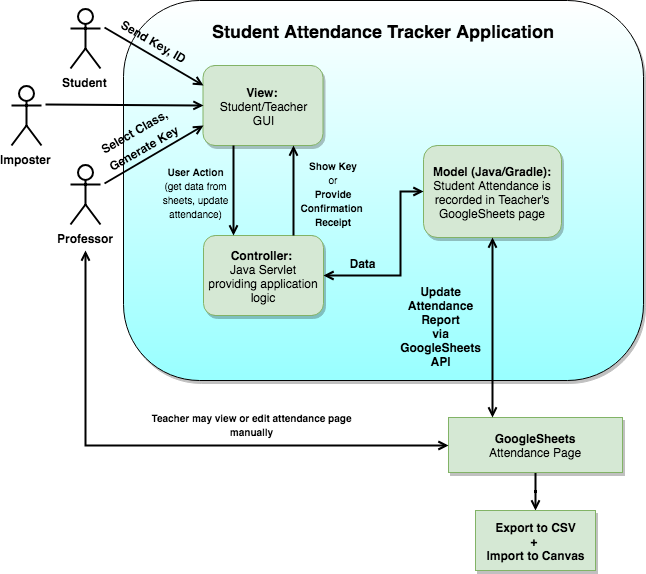 Student Attendance Tracker Application
Send Key, ID
Student
View:
Student/Teacher
GUI
Imposter
Select Class,
Generate Key
Professor
User Action
(get data from
sheets, update
attendance)
Show Key
or
Provide
Confirmation
Receipt
Model (Java/Gradle):
Student Attendance is
recorded in Teacher's
GoogleSheets page
Controller:
Java Servlet
providing application
logic
Data
Update
Attendance
Report
via
GoogleSheets
API
Teacher may view or edit attendance page
manually
GoogleSheets
Attendance Page
Export to CSV
+
Import to Canvas